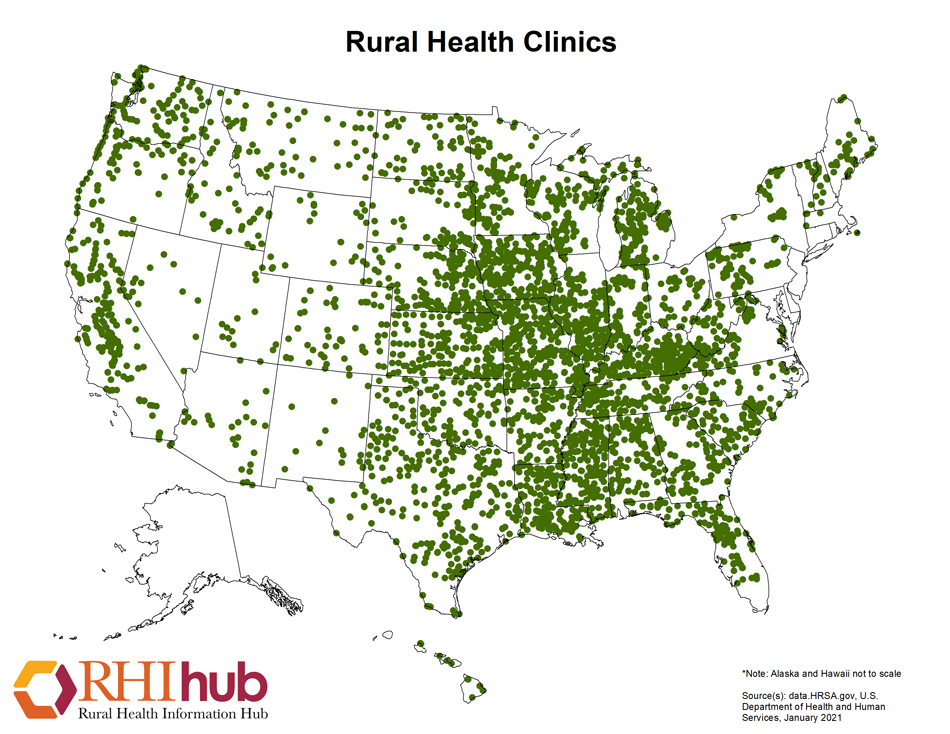 Rural Health Clinics
RHIhub
Rural Health Information Hub
*Note: Alaska and Hawaii not to scale
Source(s): data.HRSA.gov, U.S.
Department of Health and Human
Services, January 2021